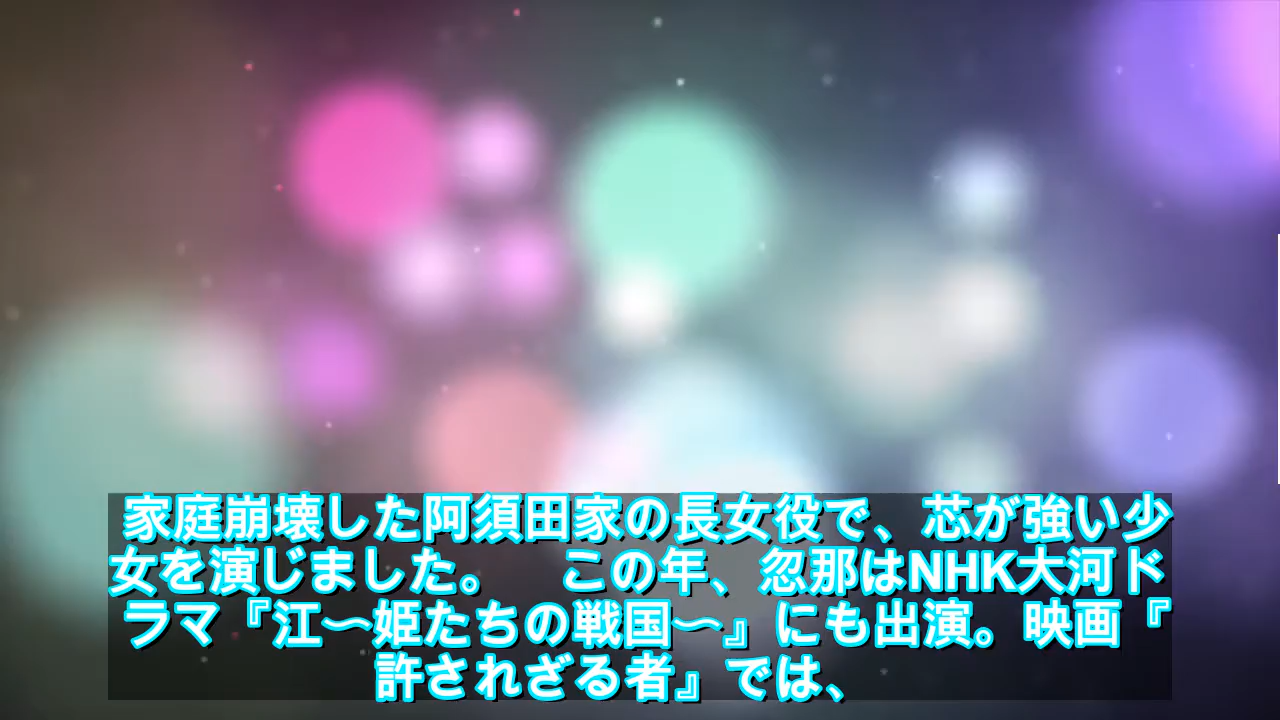 家庭崩壊した阿須田家の長女役で、芯が強い少
女を演じました。　この年、忽那はNHK大河ド
ラマ『江〜姫たちの戦国〜』にも出演。映画『
許されざる者』では、